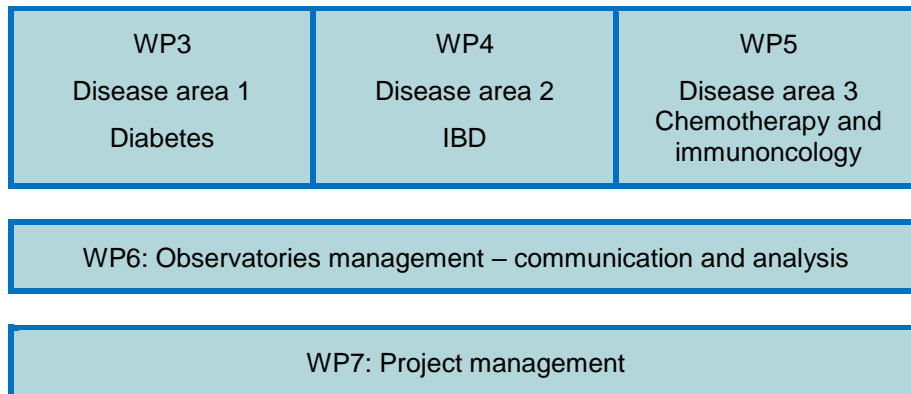 WP3
Disease area 1
Diabetes
WP4
Disease area 2
IBD
WP5
Disease area 3
Chemotherapy and
immunoncology
WP6: Observatories management – communication and analysis
WP7: Project management